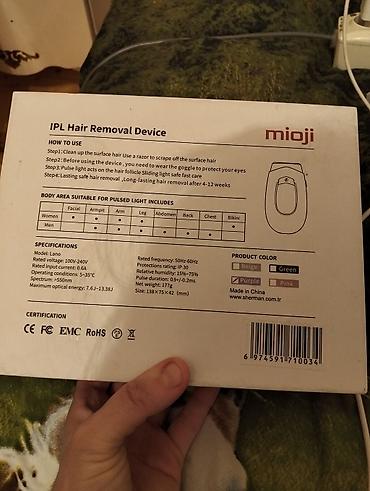 IPL Hair Removal Device
mioji
HOW TO USE
Step1:Clean up the surface hair Use a razor to scrape off the surface hair
Step2:Before using the device ,you need to wear the goggle to protect your eyes
Step3:Pulse light acts on the hair follicle Sliding light safe fast care
Step4:Lasting safe hair removal ,Long-lasting hair removal after 4-12 weeks
BODY AREA SUITABLE FOR PULSED LIGHT INCLUDES
Facial Armpit Arm Leg Abdomen Back Chest Bikini
Women
Men
SPECIFICATIONS
Model: Lano
Rated voltage: 100V-240V
Rated input current: 0.6A
Operating conditions: 5~35°C
Spectrum: >550nm
Maximum optical energy: 7.6J~13.38J
Rated frequency: 50Hz-60Hz
Protections rating: IP 30
Relative humidity: 15%~75%
Pulse duration: 0.9+/-0.2ms
Net weight: 177g
Size: 138×75×42 (mm)
PRODUCT COLOR
Beige Green
Purple Pink
Made in China
www.sherman.com.tr
CERTIFICATION
CE FC EMC RoHS
6 974591 710034